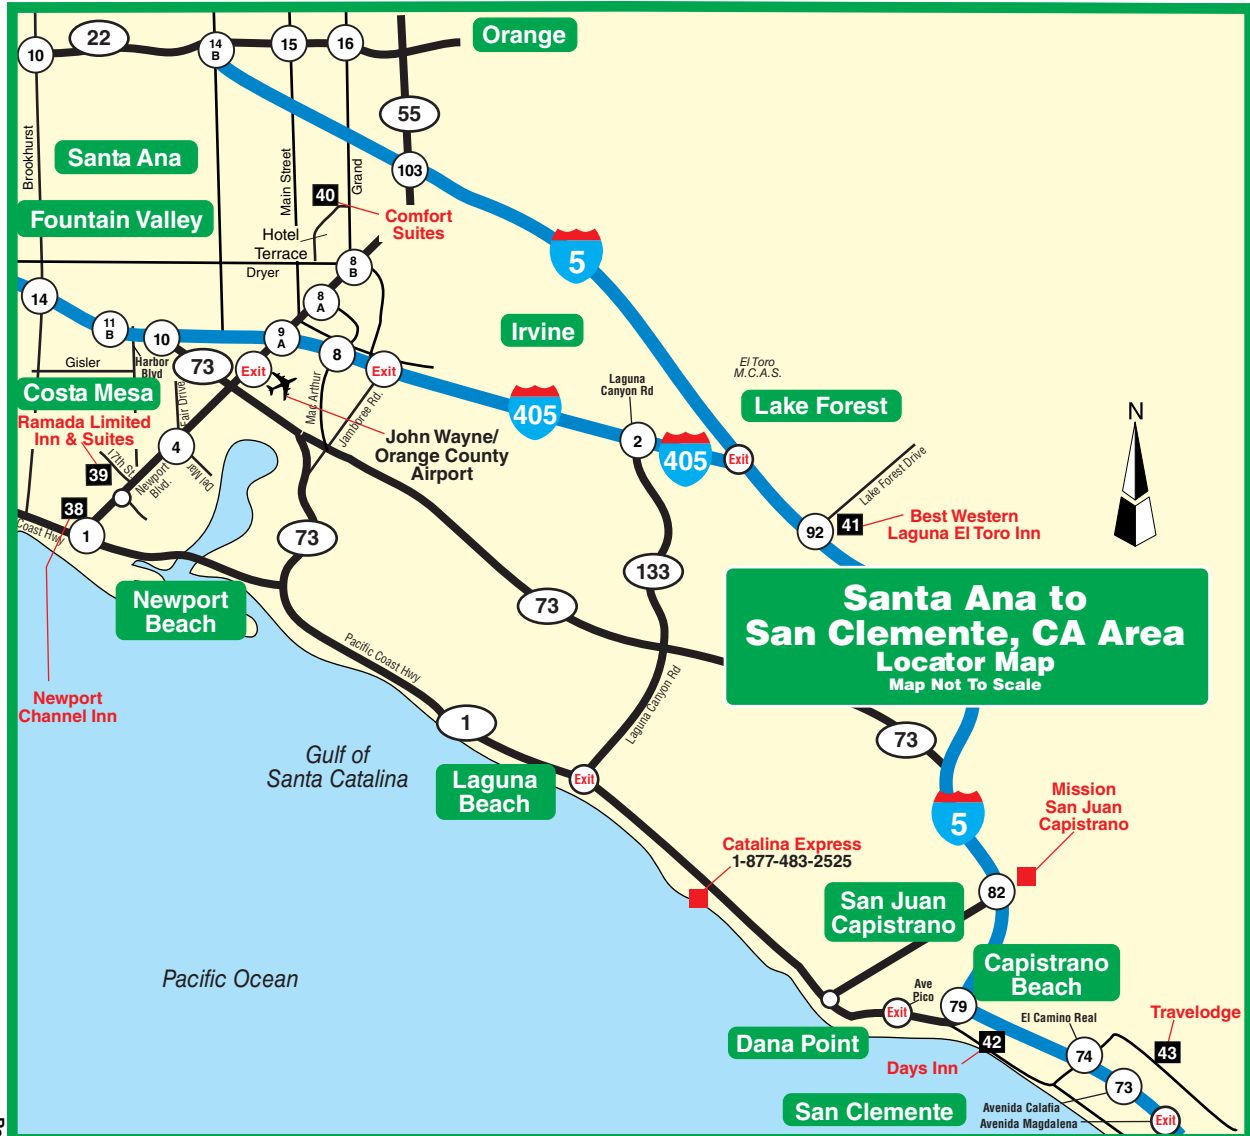 22
Orange
10
14
B
15
16
55
Brookhurst
Santa Ana
Main Street
Grand
103
40
Comfort
Suites
Fountain Valley
Hotel
Terrace
Dryer
8
B
5
14
8
A
11
B
10
9
A
8
Irvine
Gisler
Harbor
Blvd
73
Exit
Exit
El Toro
M.C.A.S.
Costa Mesa
Fair Drive
Mac Arthur
Jamboree Rd.
Laguna
Canyon Rd
405
Lake Forest
N
Ramada Limited
Inn & Suites
17th St.
4
John Wayne/
Orange County
Airport
2
405
Exit
39
Newport
Blvd.
Del Mar
Lake Forest Drive
38
Coast Hwy
1
73
92
41
Best Western
Laguna El Toro Inn
133
Newport
Beach
73
Santa Ana to
San Clemente, CA Area
Locator Map
Map Not To Scale
Pacific Coast Hwy
Laguna Canyon Rd
Newport
Channel Inn
1
73
Gulf of
Santa Catalina
Laguna
Beach
Exit
Mission
San Juan
Capistrano
5
Catalina Express
1-877-483-2525
82
San Juan
Capistrano
Pacific Ocean
Capistrano
Beach
Ave
Pico
Exit
79
El Camino Real
Travelodge
Dana Point
42
74
43
Days Inn
73
San Clemente
Avenida Calafia
Avenida Magdalena
Exit